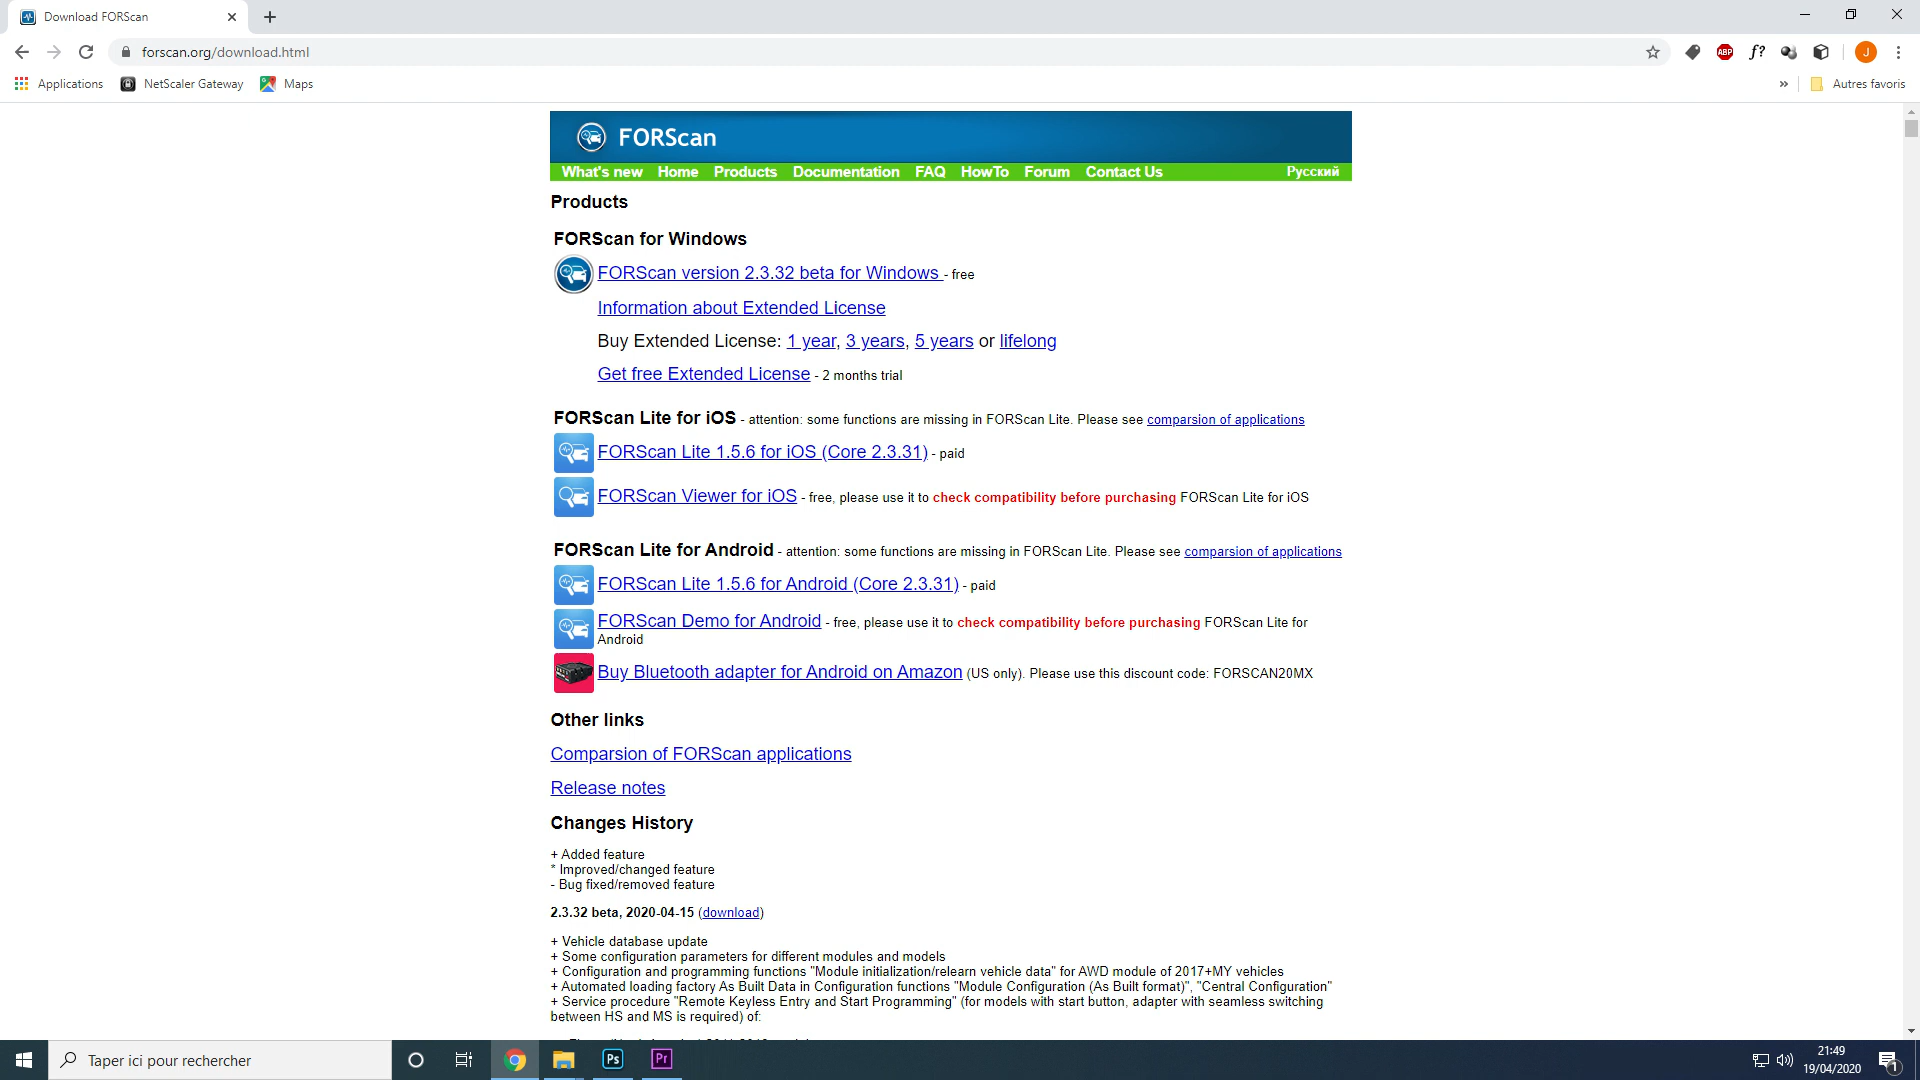 Download FORScan
forscan.org/download.html
ABP
f?
J
Applications
NetScaler Gateway
Maps
»
Autres favoris
FORScan
What's new Home Products Documentation FAQ HowTo Forum Contact Us Русский
Products
FORScan for Windows
FORScan version 2.3.32 beta for Windows - free
Information about Extended License
Buy Extended License: 1 year, 3 years, 5 years or lifelong
Get free Extended License - 2 months trial
FORScan Lite for iOS - attention: some functions are missing in FORScan Lite. Please see comparsion of applications
FORScan Lite 1.5.6 for iOS (Core 2.3.31) - paid
FORScan Viewer for iOS - free, please use it to check compatibility before purchasing FORScan Lite for iOS
FORScan Lite for Android - attention: some functions are missing in FORScan Lite. Please see comparsion of applications
FORScan Lite 1.5.6 for Android (Core 2.3.31) - paid
FORScan Demo for Android - free, please use it to check compatibility before purchasing FORScan Lite for
Android
Buy Bluetooth adapter for Android on Amazon (US only). Please use this discount code: FORSCAN20MX
Other links
Comparsion of FORScan applications
Release notes
Changes History
+ Added feature
* Improved/changed feature
- Bug fixed/removed feature
2.3.32 beta, 2020-04-15 (download)
+ Vehicle database update
+ Some configuration parameters for different modules and models
+ Configuration and programming functions "Module initialization/relearn vehicle data" for AWD module of 2017+MY vehicles
+ Automated loading factory As Built Data in Configuration functions "Module Configuration (As Built format)", "Central Configuration"
+ Service procedure "Remote Keyless Entry and Start Programming" (for models with start button, adapter with seamless switching
between HS and MS is required) of:
Taper ici pour rechercher
Ps
Pr
21:49
19/04/2020
1